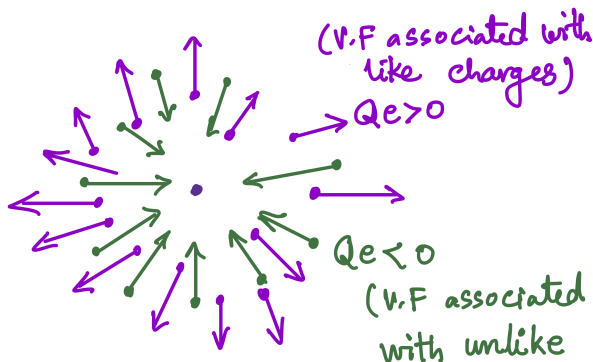 (V.F associated with
like charges)
Qe>0
Qe<0
(V.F associated
with unlike